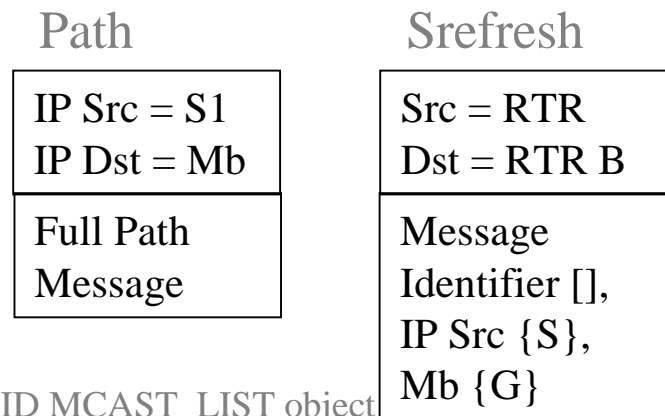 Path
IP Src = S1
IP Dst = Mb
Full Path
Message
Srefresh
Src = RTR
Dst = RTR B
Message
Identifier [],
IP Src {S},
Mb {G}
ID MCAST_LIST object